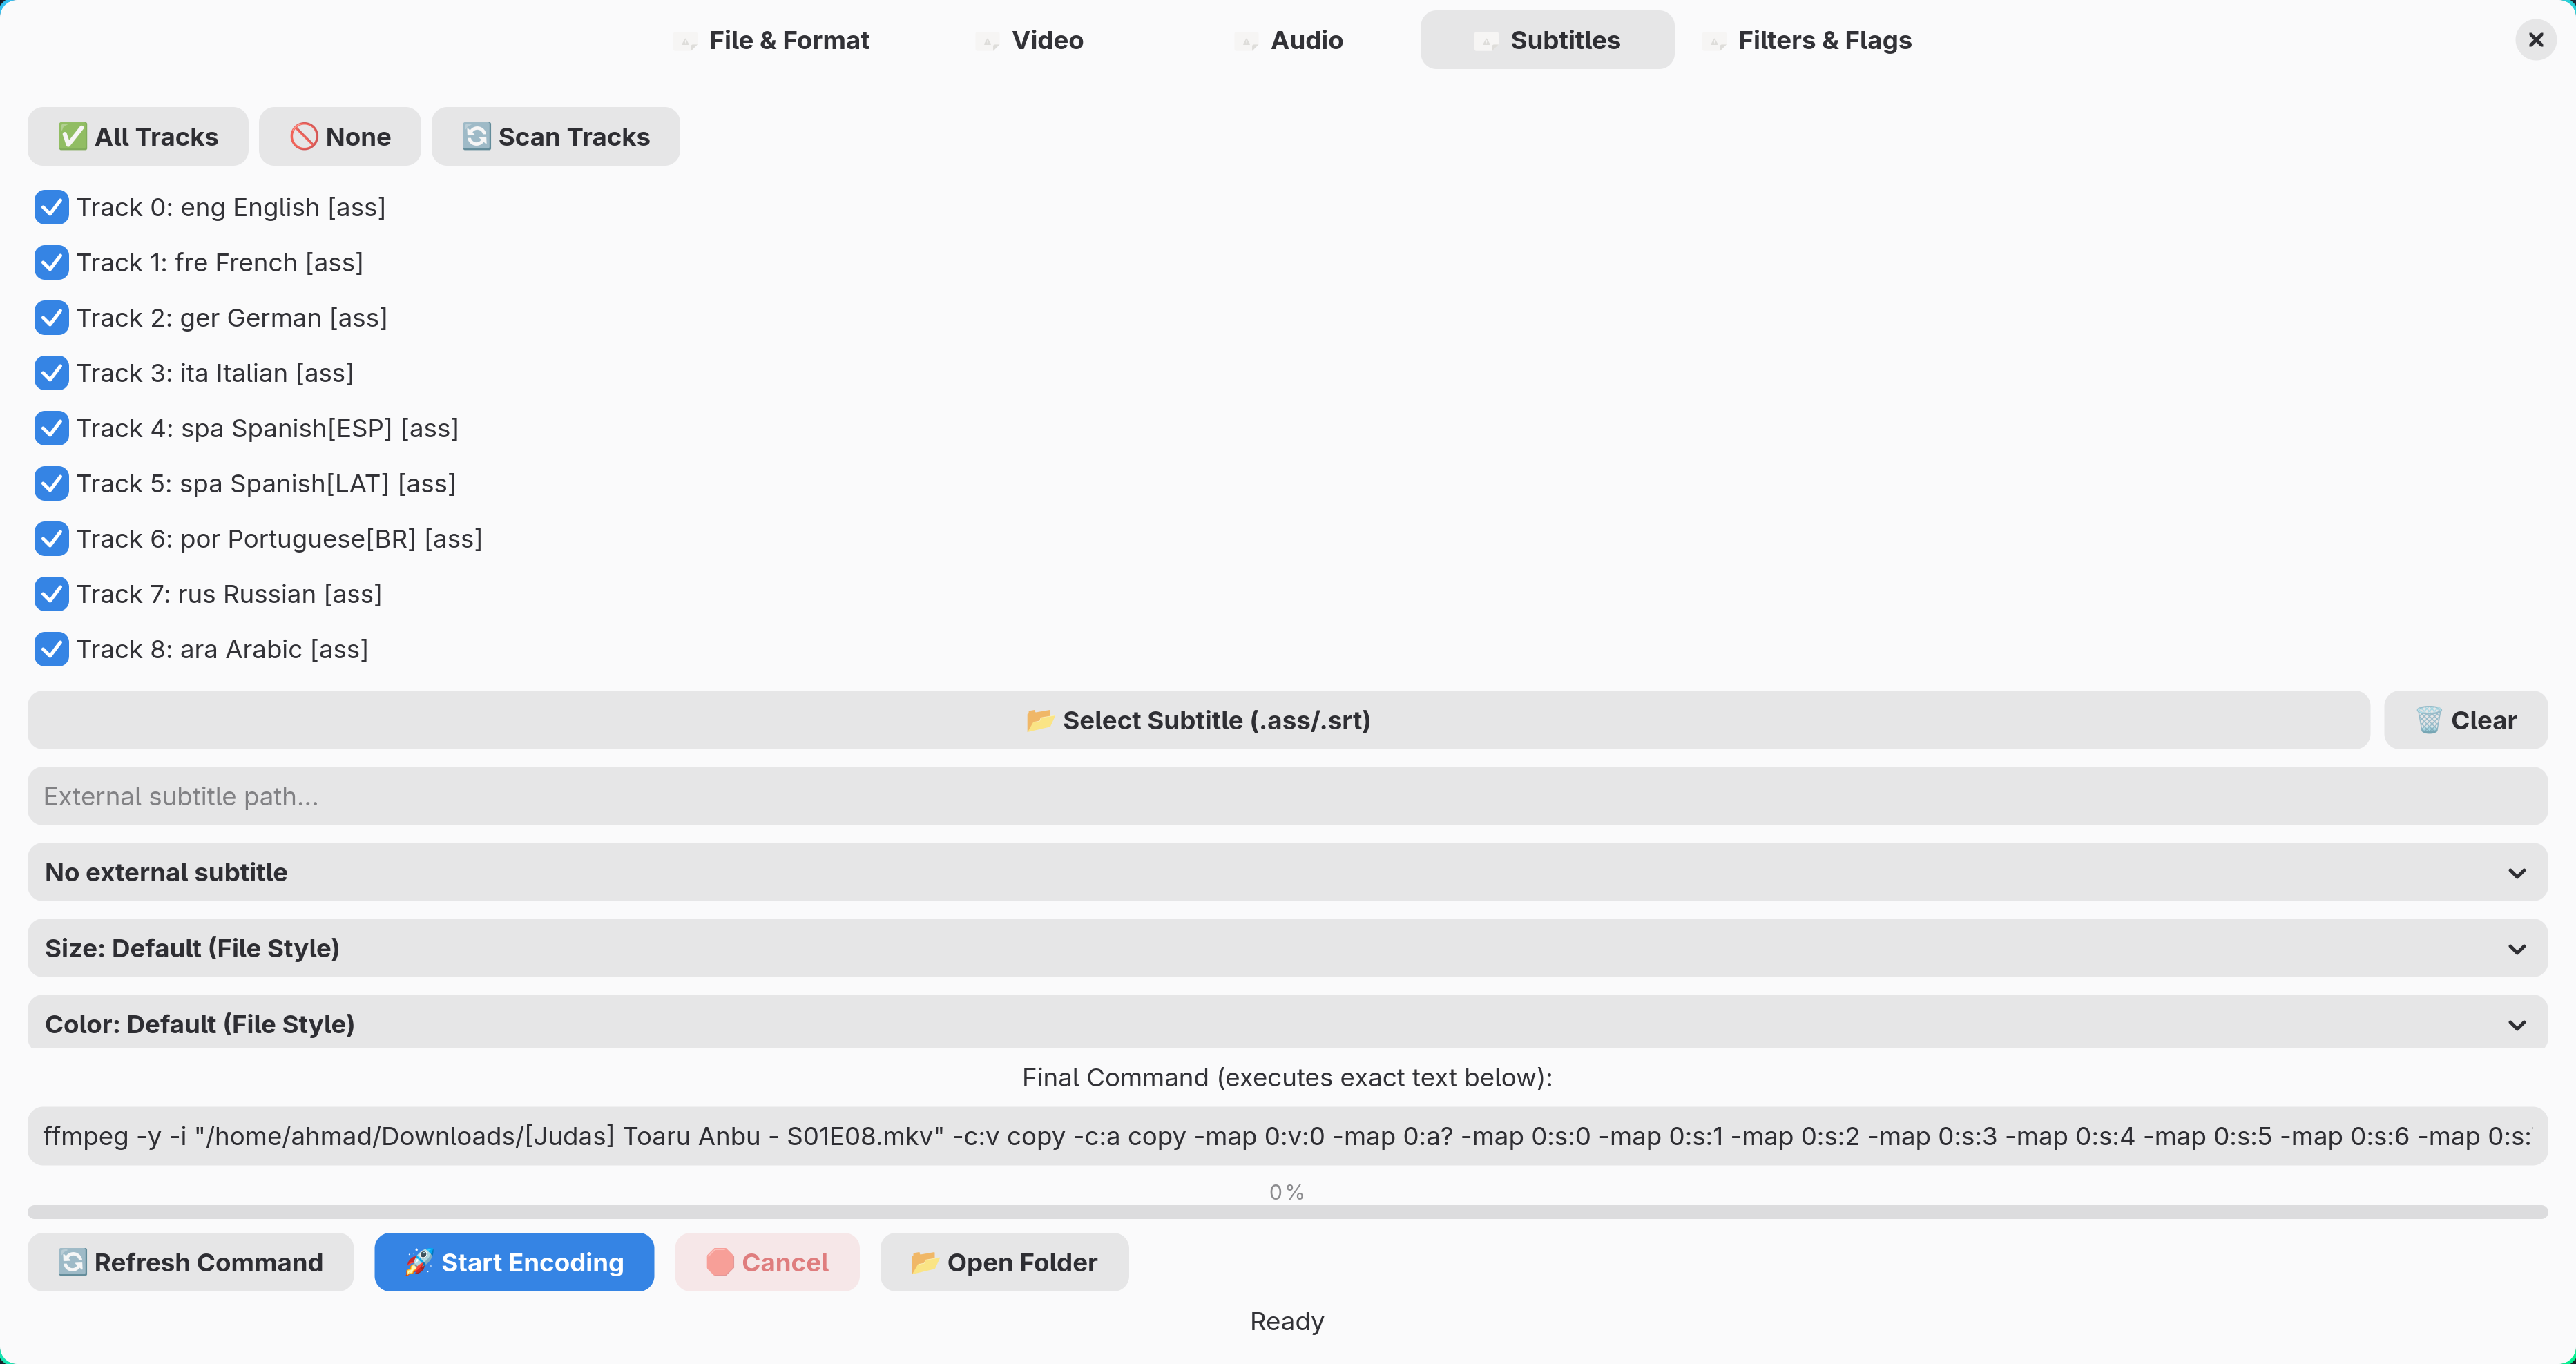 File & Format Video Audio Subtitles Filters & Flags
All Tracks None Scan Tracks
Track 0: eng English [ass]
Track 1: fre French [ass]
Track 2: ger German [ass]
Track 3: ita Italian [ass]
Track 4: spa Spanish[ESP] [ass]
Track 5: spa Spanish[LAT] [ass]
Track 6: por Portuguese[BR] [ass]
Track 7: rus Russian [ass]
Track 8: ara Arabic [ass]
Select Subtitle (.ass/.srt) Clear
External subtitle path...
No external subtitle
Size: Default (File Style)
Color: Default (File Style)
Final Command (executes exact text below):
ffmpeg -y -i "/home/ahmad/Downloads/[Judas] Toaru Anbu - S01E08.mkv" -c:v copy -c:a copy -map 0:v:0 -map 0:a? -map 0:s:0 -map 0:s:1 -map 0:s:2 -map 0:s:3 -map 0:s:4 -map 0:s:5 -map 0:s:6 -map 0:s:
0%
Refresh Command Start Encoding Cancel Open Folder
Ready